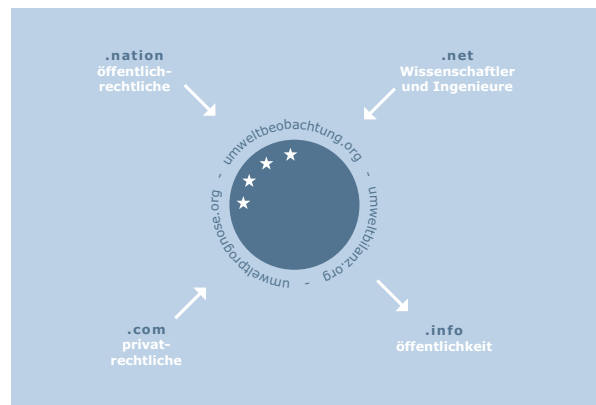 .nation
öffentlich-
rechtliche
.net
Wissenschaftler
und Ingenieure
umweltbeobachtung.org - umweltbilanz.org - umweltprognose.org -
.com
privat-
rechtliche
.info
öffentlichkeit